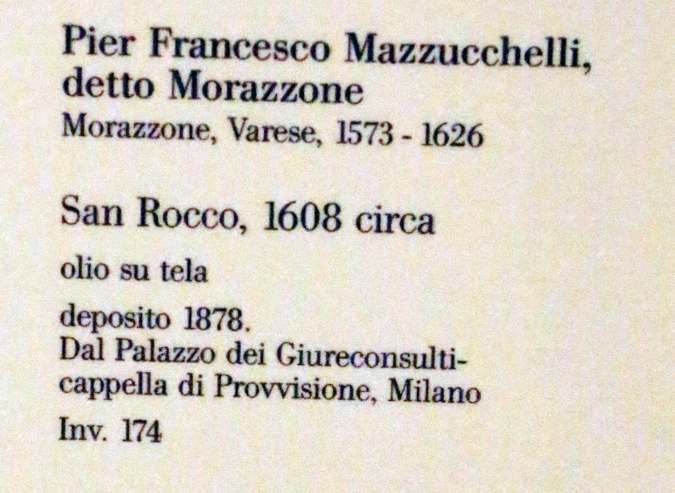 Pier Francesco Mazzucchelli,
detto Morazzone
Morazzone, Varese, 1573 - 1626
San Rocco, 1608 circa
olio su tela
deposito 1878.
Dal Palazzo dei Giureconsulti-
cappella di Provvisione, Milano
Inv. 174